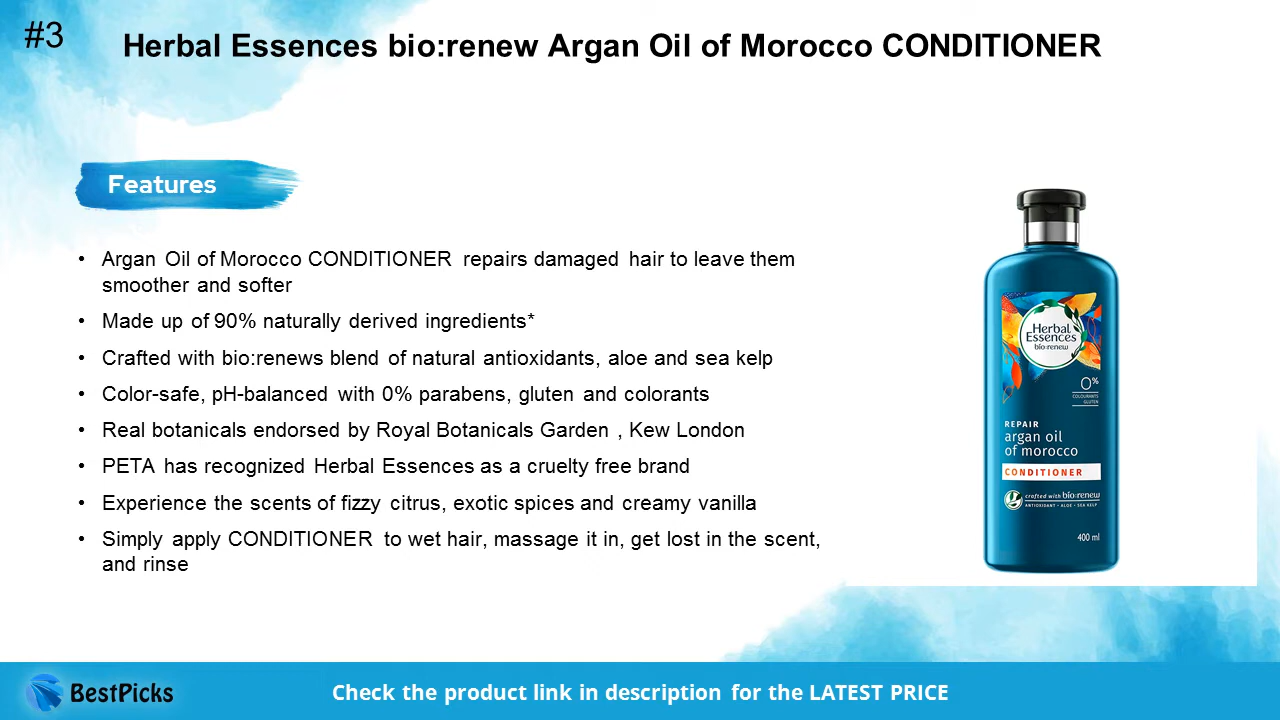 #3
Herbal Essences bio:renew Argan Oil of Morocco CONDITIONER
Features
• Argan Oil of Morocco CONDITIONER repairs damaged hair to leave them
smoother and softer
• Made up of 90% naturally derived ingredients*
• Crafted with bio:renews blend of natural antioxidants, aloe and sea kelp
• Color-safe, pH-balanced with 0% parabens, gluten and colorants
• Real botanicals endorsed by Royal Botanicals Garden , Kew London
• PETA has recognized Herbal Essences as a cruelty free brand
• Experience the scents of fizzy citrus, exotic spices and creamy vanilla
• Simply apply CONDITIONER to wet hair, massage it in, get lost in the scent,
and rinse
Herbal
Essences
bio:renew
0%
COLOURANTS
GLUTEN
REPAIR
argan oil
of morocco
CONDITIONER
crafted with bio:renew
ANTIOXIDANT • ALOE • SEA KELP
400 ml
BestPicks
Check the product link in description for the LATEST PRICE